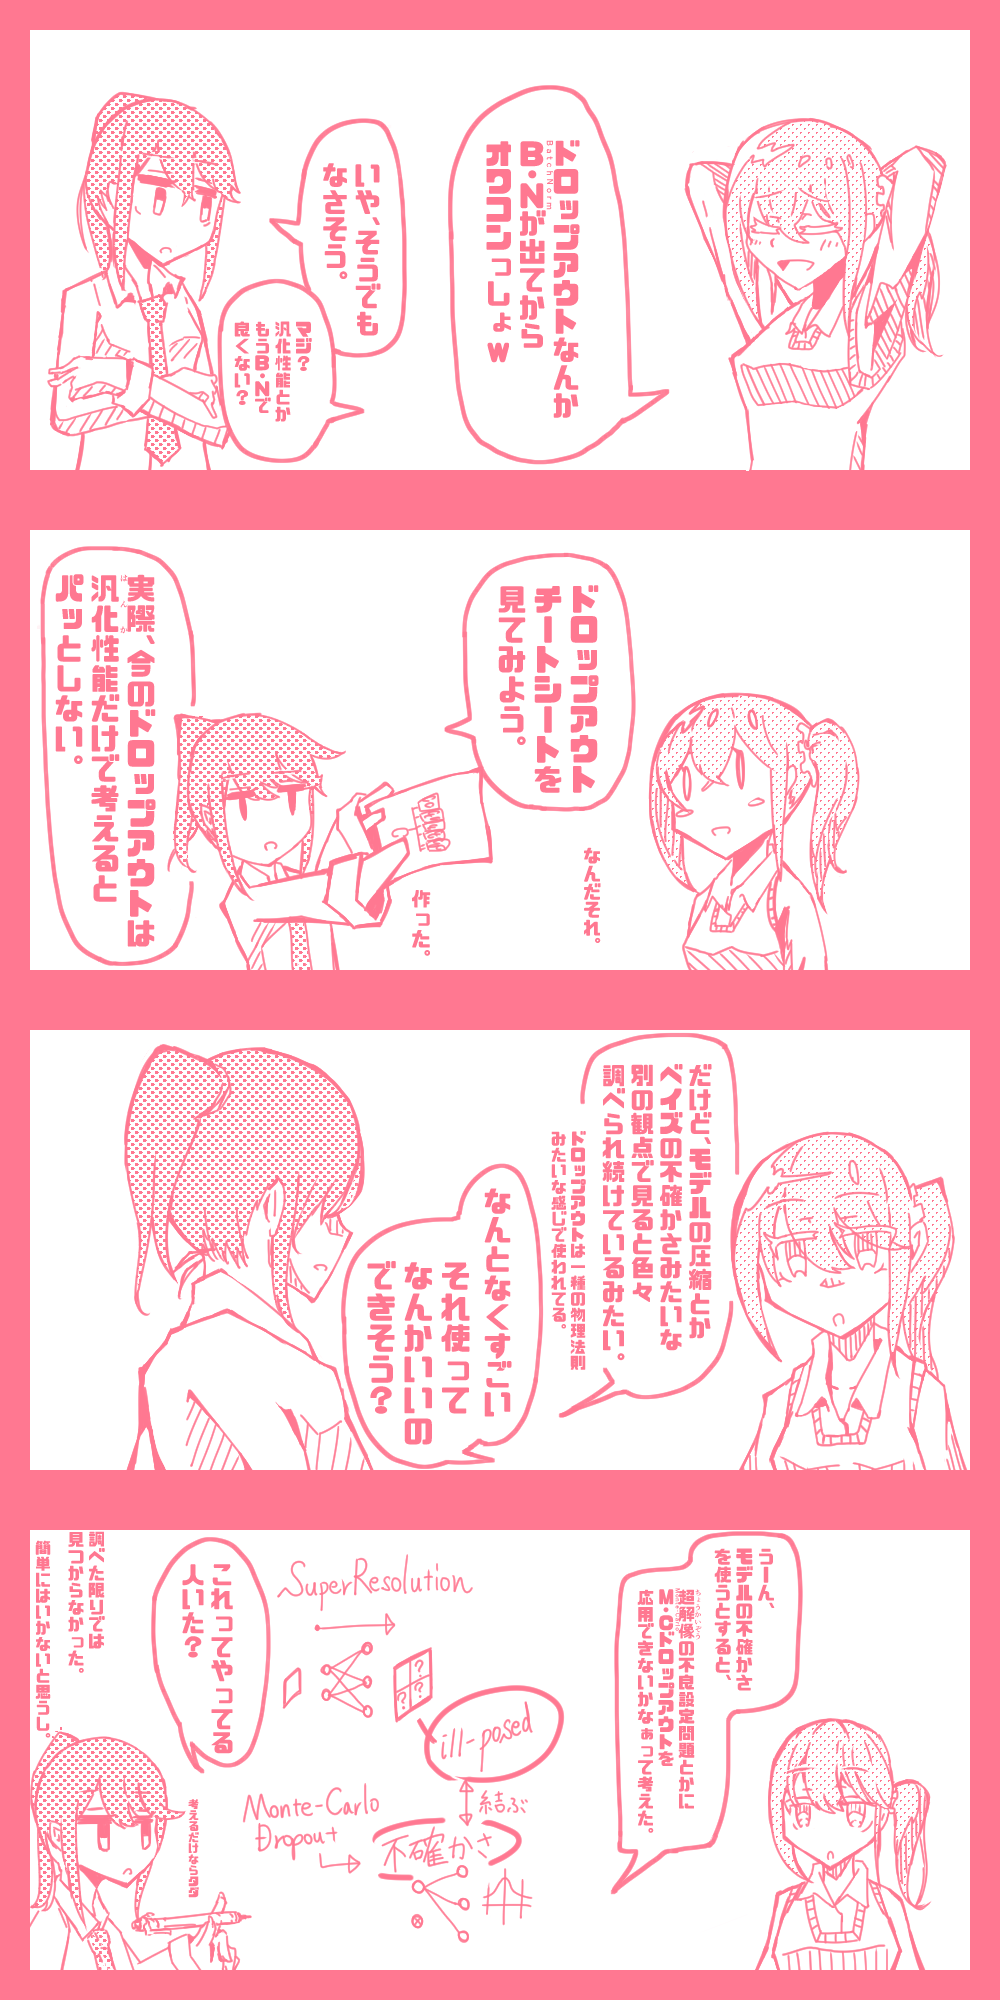 ドロップアウトなんか
B・Nが出てから
BatchNorm
オワコンっしょw
いや、そうでも
なさそう。
マジ?
汎化性能とか
もうB・Nで
良くない?
ドロップアウト
チートシートを
見てみよう。
なんだそれ。
作った。
実際、今のドロップアウトは
汎化性能だけで考えると
はんか
パッとしない。
だけど、モデルの圧縮とか
ベイズの不確かさみたいな
別の観点で見ると色々
調べられ続けているみたい。
ドロップアウトは一種の物理法則
みたいな感じで使われてる。
なんとなくすごい
それ使って
なんかいいの
できそう?
うーん、
モデルの不確かさ
を使うとすると、
超解像の不良設定問題とかに
ちょうかいぞう
M・Cドロップアウトを
応用できないかなぁって考えた。
SuperResolution
? ? ? ?
ill-posed
結ぶ
Monte-Carlo
Dropout
不確かさ
これってやってる
人いた?
考えるだけならタダ
調べた限りでは
見つからなかった。
簡単にはいかないと思うし。